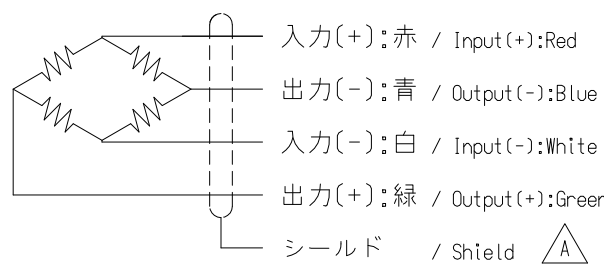 入力(+):赤 / Input(+):Red
出力(-):青 / Output(-):Blue
入力(-):白 / Input(-):White
出力(+):緑 / Output(+):Greer
シールド / Shield A